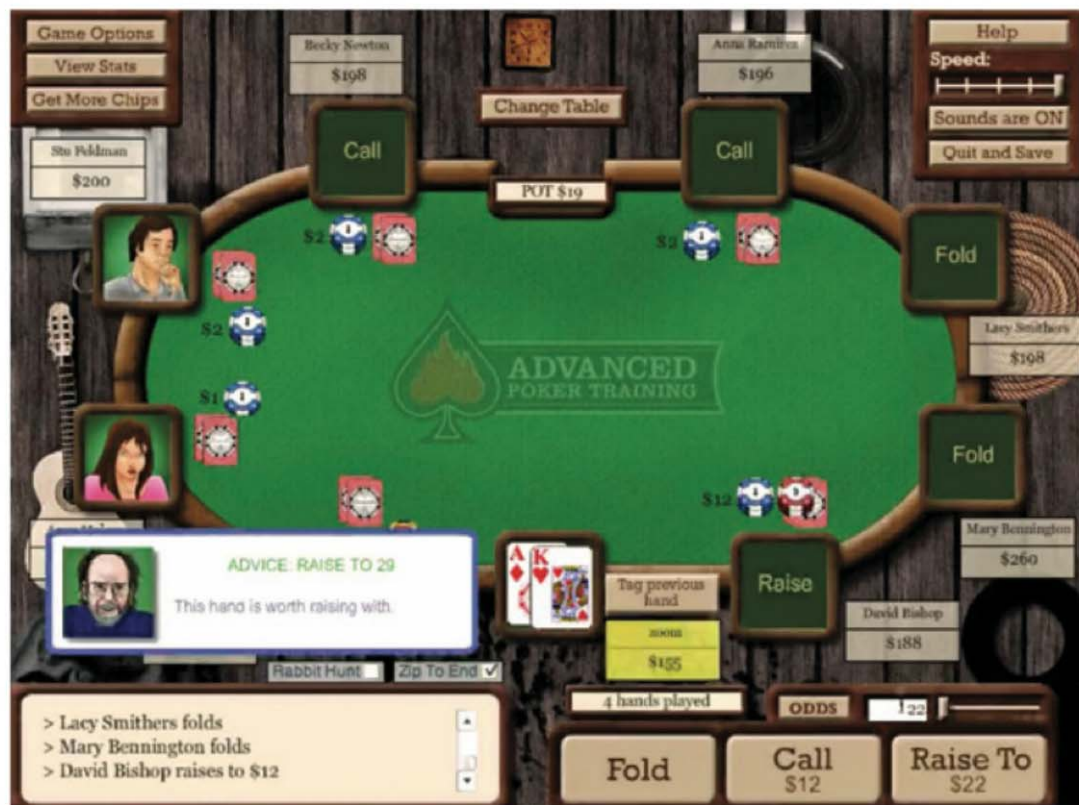 Game Options
View Stats
Get More Chips
Becky Newton
$198
Change Table
Anna Ramirez
$196
Help
Speed:
Sounds are ON
Quit and Save
Stu Feldman
$200
Call
Call
POT $19
$2
$2
Fold
Lacy Smithers
$198
$2
ADVANCED
POKER TRAINING
$1
Fold
$12
Mary Bennington
$260
ADVICE: RAISE TO 29
This hand is worth raising with.
A K
Tag previous
hand
Raise
David Bishop
$188
zoom
$155
Rabbit Hunt
Zip To End
4 hands played
ODDS
22
> Lacy Smithers folds
> Mary Bennington folds
> David Bishop raises to $12
Fold
Call
$12
Raise To
$22